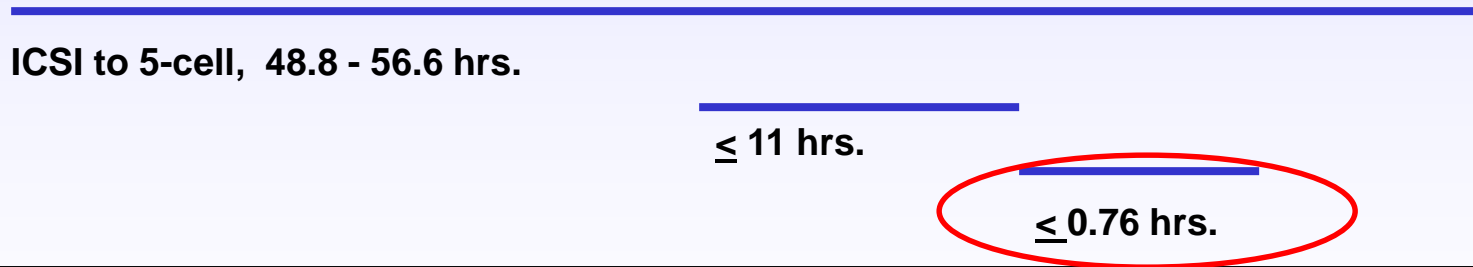 ICSI to 5-cell, 48.8 - 56.6 hrs.
≤ 11 hrs.
≤ 0.76 hrs.